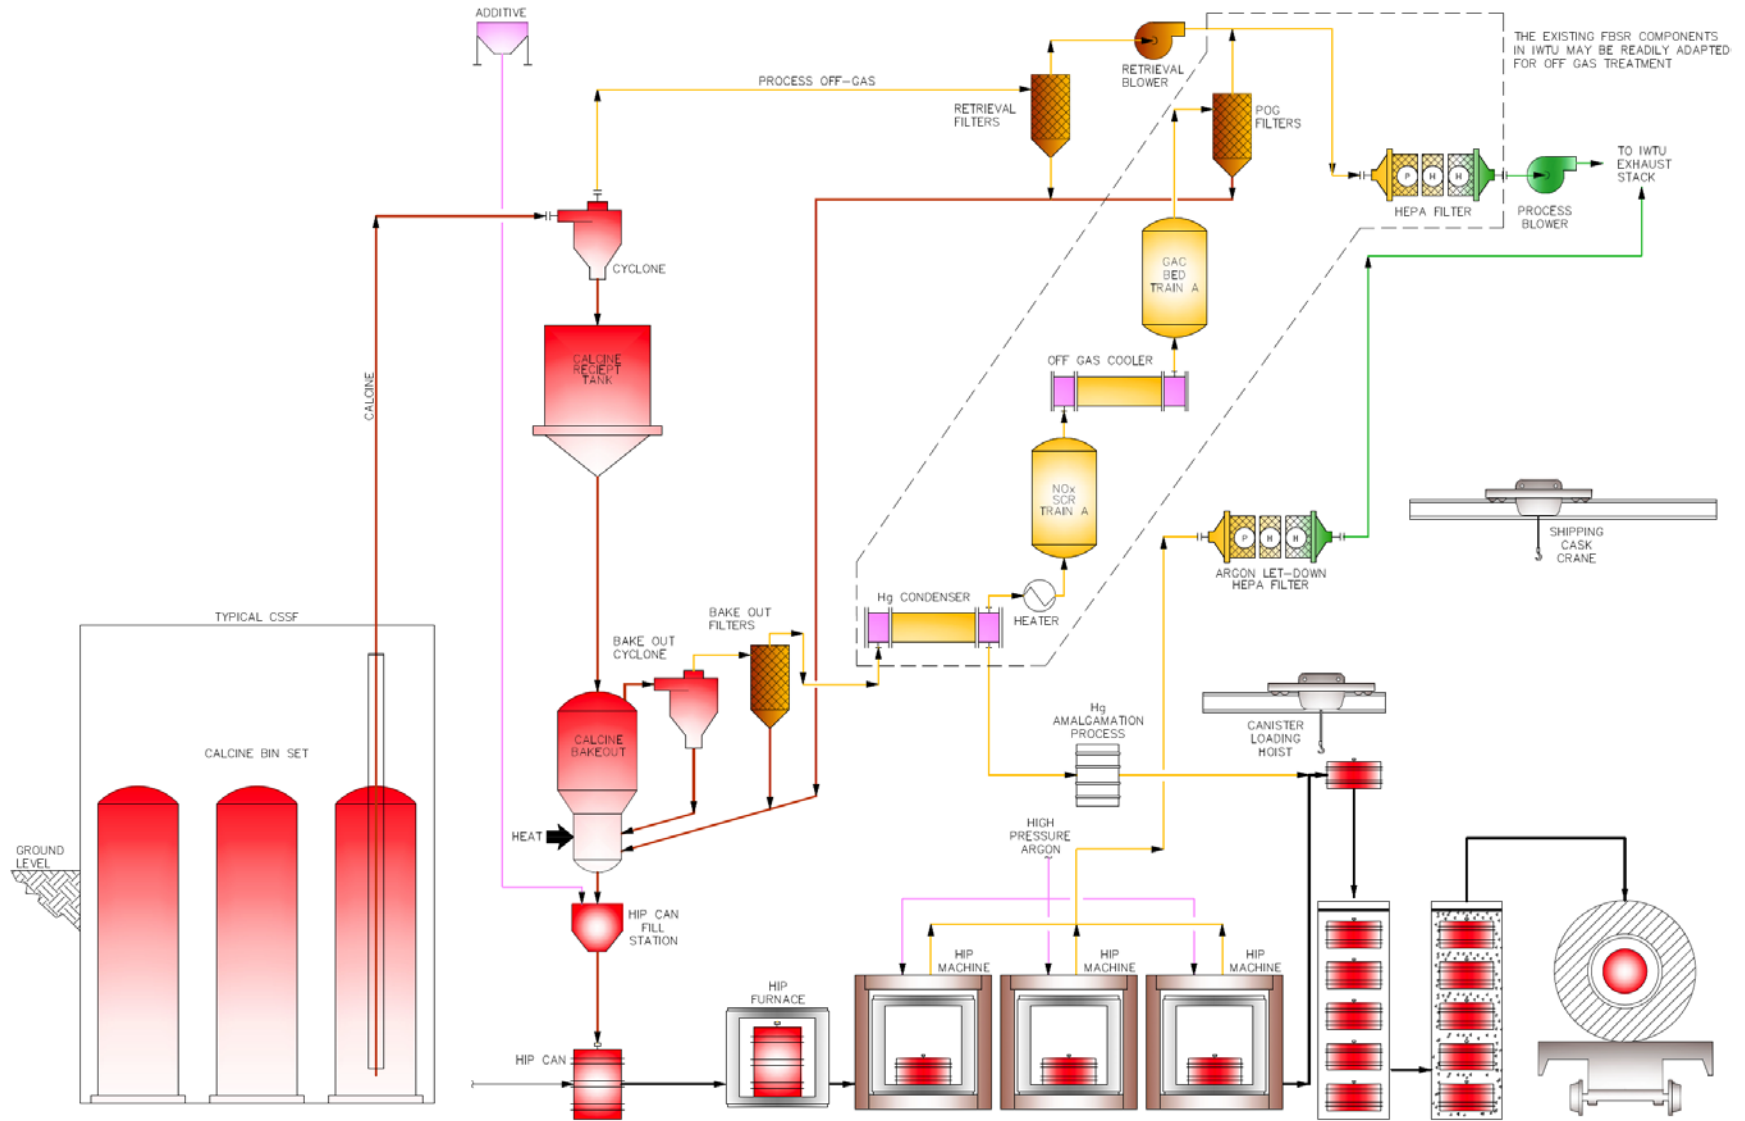 ADDITIVE
THE EXISTING FBSR COMPONENTS
IN IWTU MAY BE READILY ADAPTED
FOR OFF GAS TREATMENT
RETRIEVAL
BLOWER
PROCESS OFF-GAS
RETRIEVAL
FILTERS
POG
FILTERS
TO IWTU
EXHAUST
STACK
P H H
HEPA FILTER
PROCESS
BLOWER
CYCLONE
GAC
BED
TRAIN A
CALCINE
RECIEPT
TANK
OFF GAS COOLER
CALCINE
NOx
SCR
TRAIN A
SHIPPING
CASK
CRANE
P H H
ARGON LET-DOWN
HEPA FILTER
Hg CONDENSER
HEATER
TYPICAL CSSF
BAKE OUT
FILTERS
BAKE OUT
CYCLONE
Hg
AMALGAMATION
PROCESS
CANISTER
LOADING
HOIST
CALCINE BIN SET
CALCINE
BAKEOUT
HEAT
HIGH
PRESSURE
ARGON
GROUND
LEVEL
HIP CAN
FILL
STATION
HIP
MACHINE
HIP
MACHINE
HIP
MACHINE
HIP
FURNACE
HIP CAN